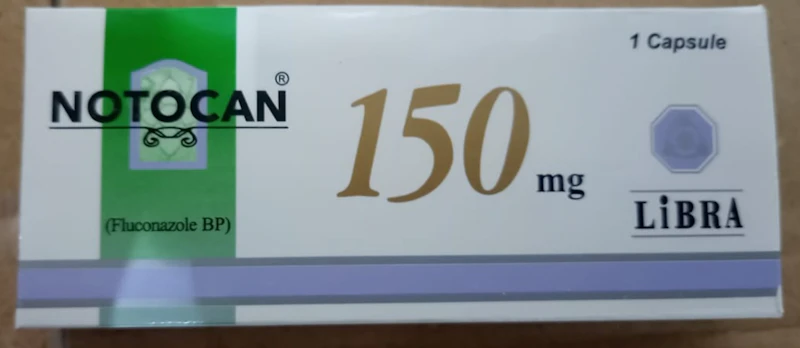 1 Capsule
NOTOCAN®
150 mg
(Fluconazole BP)
LiBRA